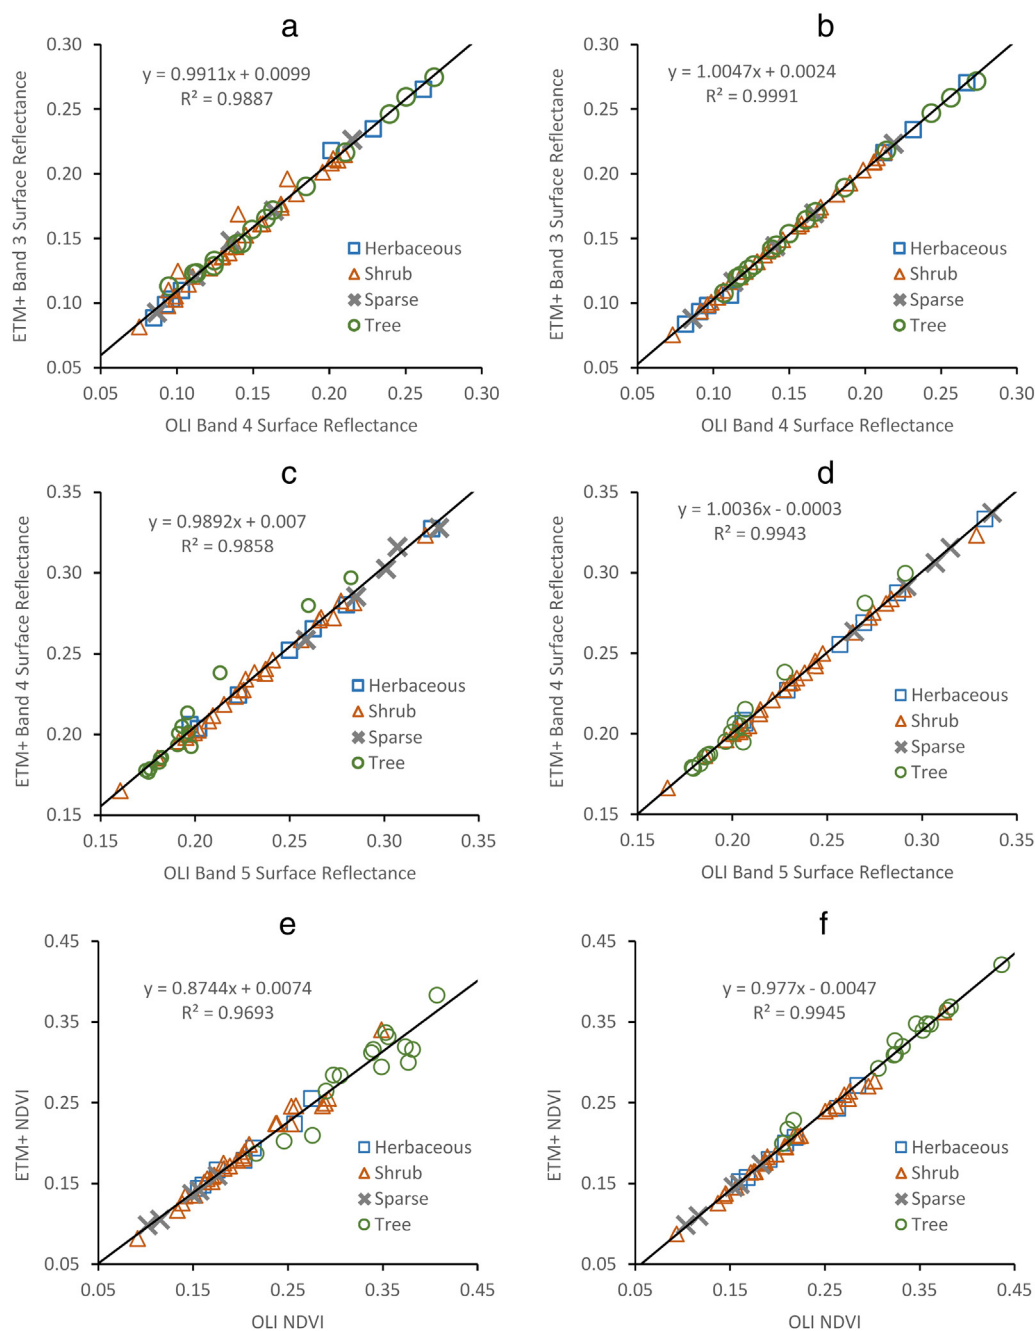 a
y = 0.9911x + 0.0099
R² = 0.9887
ETM+ Band 3 Surface Reflectance
0.30
0.25
0.20
0.15
0.10
0.05
Herbaceous
Shrub
Sparse
Tree
0.05 0.10 0.15 0.20 0.25 0.30
OLI Band 4 Surface Reflectance
b
y = 1.0047x + 0.0024
R² = 0.9991
ETM+ Band 3 Surface Reflectance
0.30
0.25
0.20
0.15
0.10
0.05
Herbaceous
Shrub
Sparse
Tree
0.05 0.10 0.15 0.20 0.25 0.30
OLI Band 4 Surface Reflectance
c
y = 0.9892x + 0.007
R² = 0.9858
ETM+ Band 4 Surface Reflectance
0.35
0.30
0.25
0.20
0.15
Herbaceous
Shrub
Sparse
Tree
0.15 0.20 0.25 0.30 0.35
OLI Band 5 Surface Reflectance
d
y = 1.0036x - 0.0003
R² = 0.9943
ETM+ Band 4 Surface Reflectance
0.35
0.30
0.25
0.20
0.15
Herbaceous
Shrub
Sparse
Tree
0.15 0.20 0.25 0.30 0.35
OLI Band 5 Surface Reflectance
e
y = 0.8744x + 0.0074
R² = 0.9693
ETM+ NDVI
0.45
0.35
0.25
0.15
0.05
Herbaceous
Shrub
Sparse
Tree
0.05 0.15 0.25 0.35 0.45
OLI NDVI
f
y = 0.977x - 0.0047
R² = 0.9945
ETM+ NDVI
0.45
0.35
0.25
0.15
0.05
Herbaceous
Shrub
Sparse
Tree
0.05 0.15 0.25 0.35 0.45
OLI NDVI